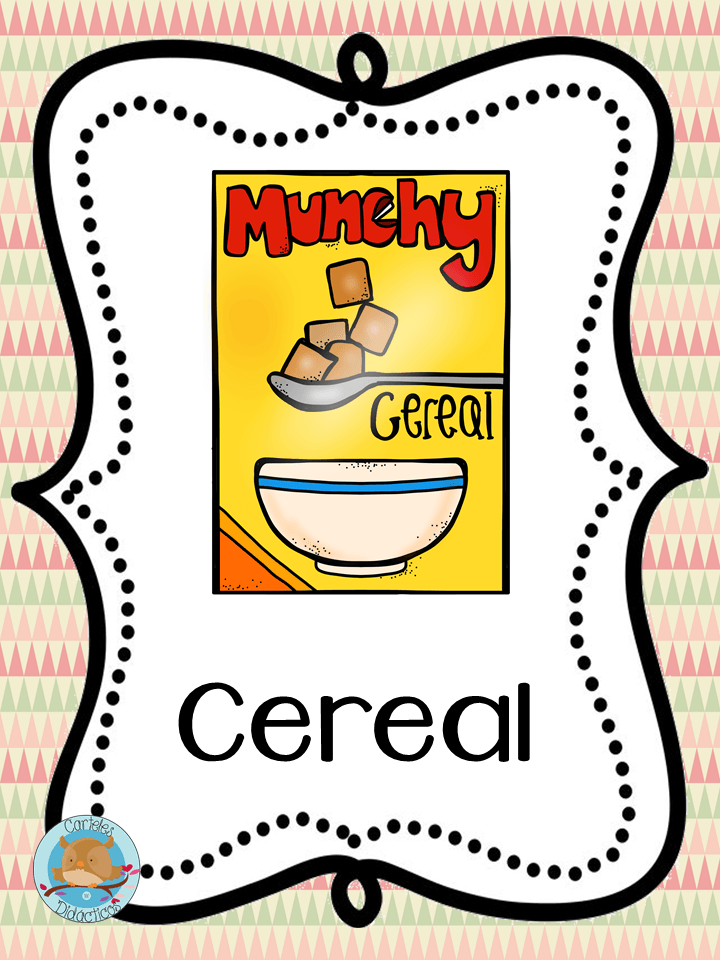 Munchy
Cereal
Cereal
Carteles
Didacticos